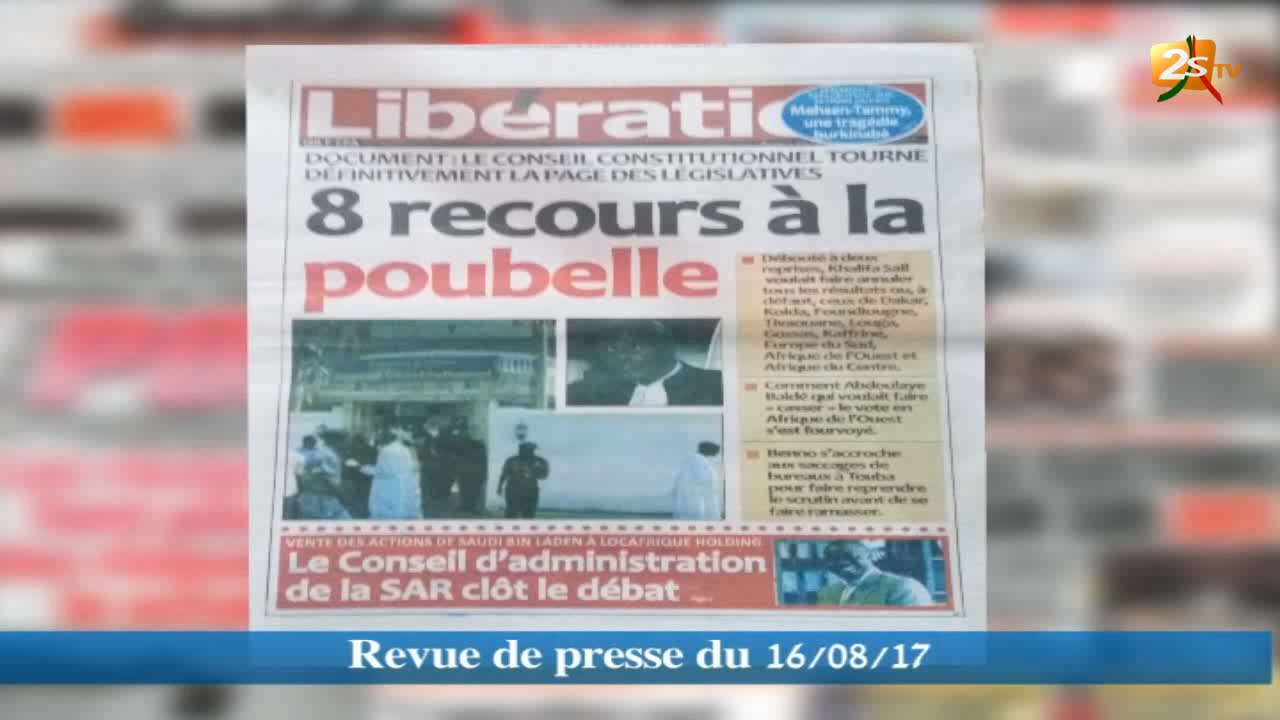 2s TV
Libératio
Mehsen-Tammy,
une tragédie
burkinabè
DOCUMENT : LE CONSEIL CONSTITUTIONNEL TOURNE
DÉFINITIVEMENT LA PAGE DES LÉGISLATIVES
8 recours à la
poubelle
Débouté à deux
reprises, Khalifa Sall
voulait faire annuler
tous les résultats ou, à
défaut, ceux de Dakar,
Kolda, Foundiougne,
Thiaouane, Louga,
Gossas, Kaffrine,
Europe du Sud,
Afrique de l'Ouest et
Afrique du Centre.
Comment Abdoulaye
Baldé qui voulait faire
« casser » le vote en
Afrique de l'Ouest
s'est fourvoyé.
Benno s'accroche
aux saccages de
bureaux à Touba
pour faire reprendre
le scrutin avant de se
faire ramasser.
VENTE DES ACTIONS DE SAUDI BIN LADEN À LOCAFRIQUE HOLDING
Le Conseil d'administration
de la SAR clôt le débat
Revue de presse du 16/08/17